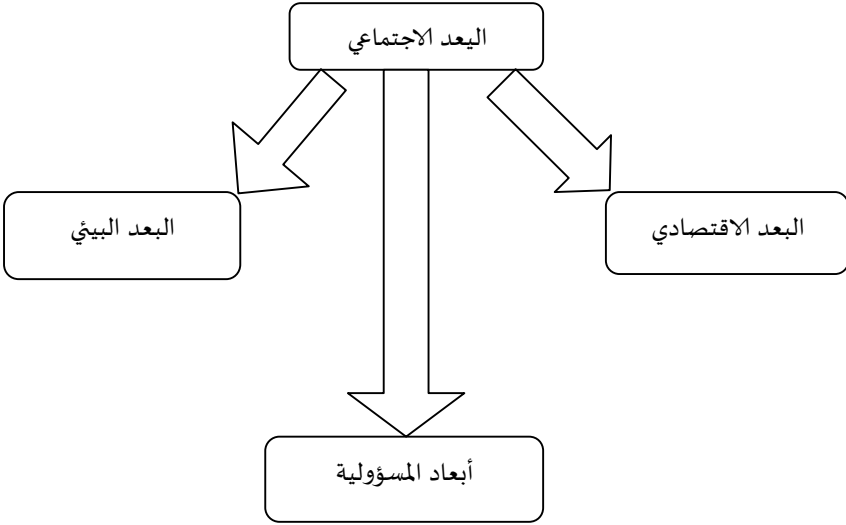 اليعد الاجتماعي
البعد الاقتصادي
البعد البيئي
أبعاد المسؤولية